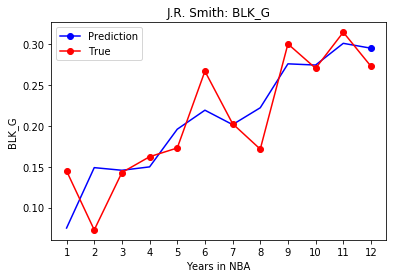 J.R. Smith: BLK_G
Prediction
True
BLK_G
0.30
0.25
0.20
0.15
0.10
1 2 3 4 5 6 7 8 9 10 11 12
Years in NBA